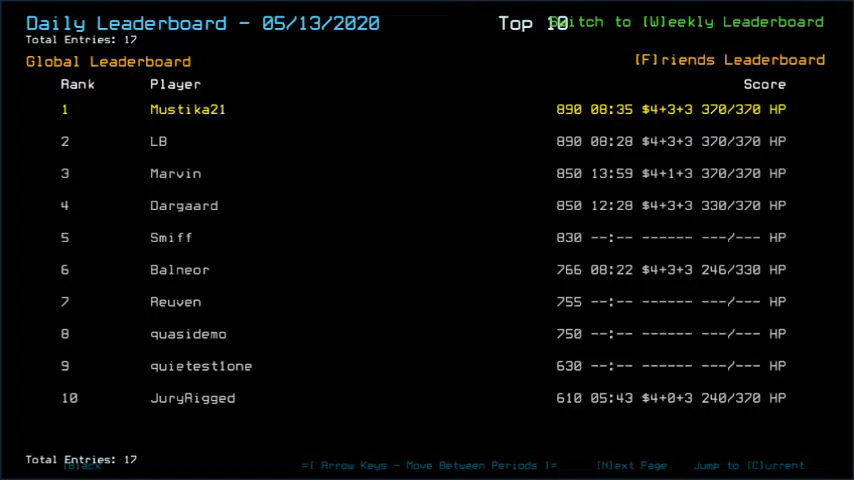 Daily Leaderboard - 05/13/2020 Top 10 Switch to [W]eekly Leaderboard
Total Entries: 17
Global Leaderboard [F]riends Leaderboard
Rank Player Score
1 Mustika21 890 08:35 $4+3+3 370/370 HP
2 LB 890 08:28 $4+3+3 370/370 HP
3 Marvin 850 13:59 $4+1+3 370/370 HP
4 Dargaard 850 12:28 $4+3+3 330/370 HP
5 Smiff 830 --:-- ------ ---/--- HP
6 Balneor 766 08:22 $4+3+3 246/330 HP
7 Reuven 755 --:-- ------ ---/--- HP
8 quasidemo 750 --:-- ------ ---/--- HP
9 quietest1one 630 --:-- ------ ---/--- HP
10 JuryRigged 610 05:43 $4+0+3 240/370 HP
Total Entries: 17
[B]ack =[ Arrow Keys - Move Between Periods ]= [N]ext Page Jump to [C]urrent